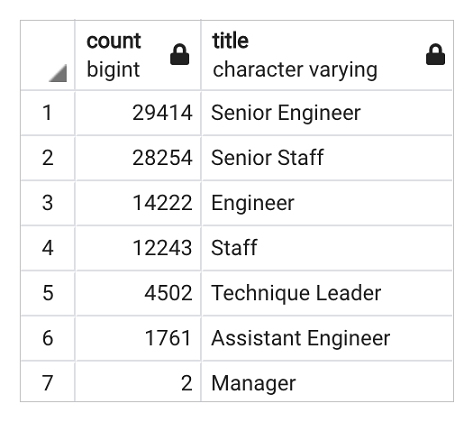 count title
bigint character varying
1 29414 Senior Engineer
2 28254 Senior Staff
3 14222 Engineer
4 12243 Staff
5 4502 Technique Leader
6 1761 Assistant Engineer
7 2 Manager